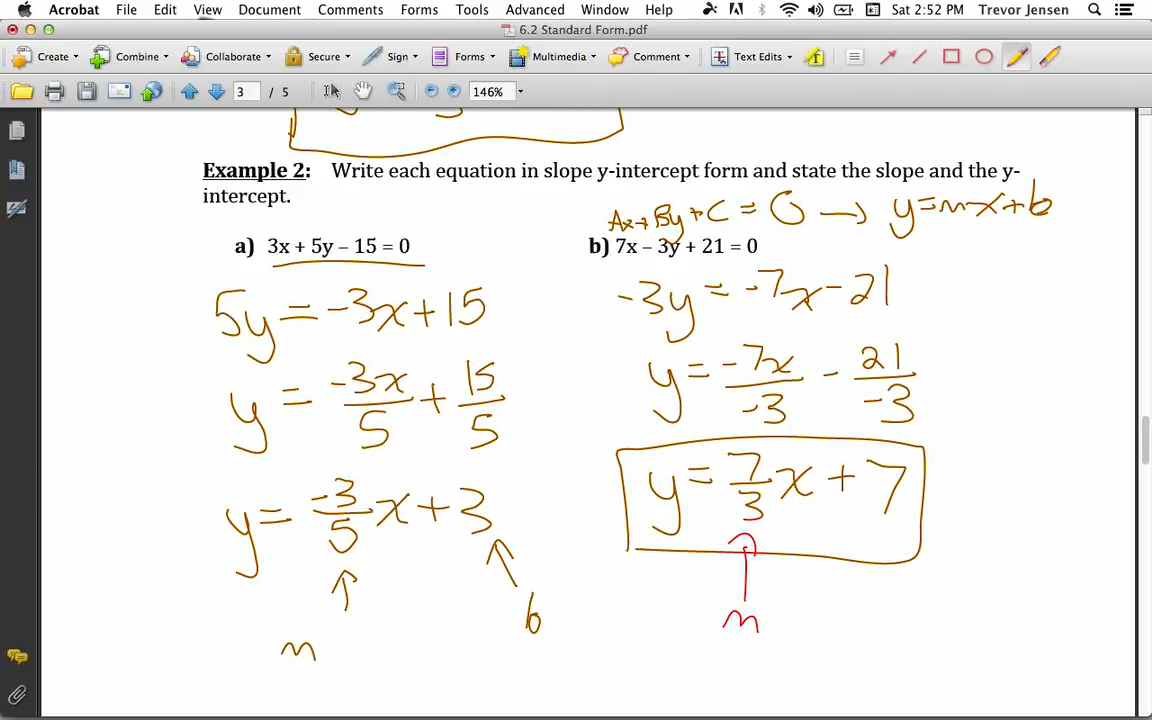 Acrobat File Edit View Document Comments Forms Tools Advanced Window Help Sat 2:52 PM Trevor Jensen
6.2 Standard Form.pdf
Create Combine Collaborate Secure Sign Forms Multimedia Comment Text Edits
3 / 5 146%
Example 2: Write each equation in slope y-intercept form and state the slope and the y-
intercept.
Ax+By+C = 0 → y=mx+b
a) 3x + 5y – 15 = 0
5y = -3x+15
y = -3x/5 + 15/5
y = -3/5 x + 3
b
m
b) 7x – 3y + 21 = 0
-3y = -7x - 21
y = -7x/-3 - 21/-3
y = 7/3 x + 7
m